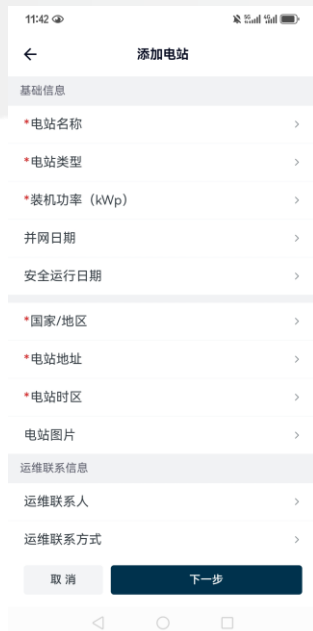 11:42
5G 4G
添加电站
基础信息
*电站名称
*电站类型
*装机功率（kWp）
并网日期
安全运行日期
*国家/地区
*电站地址
*电站时区
电站图片
运维联系信息
运维联系人
运维联系方式
取 消
下一步